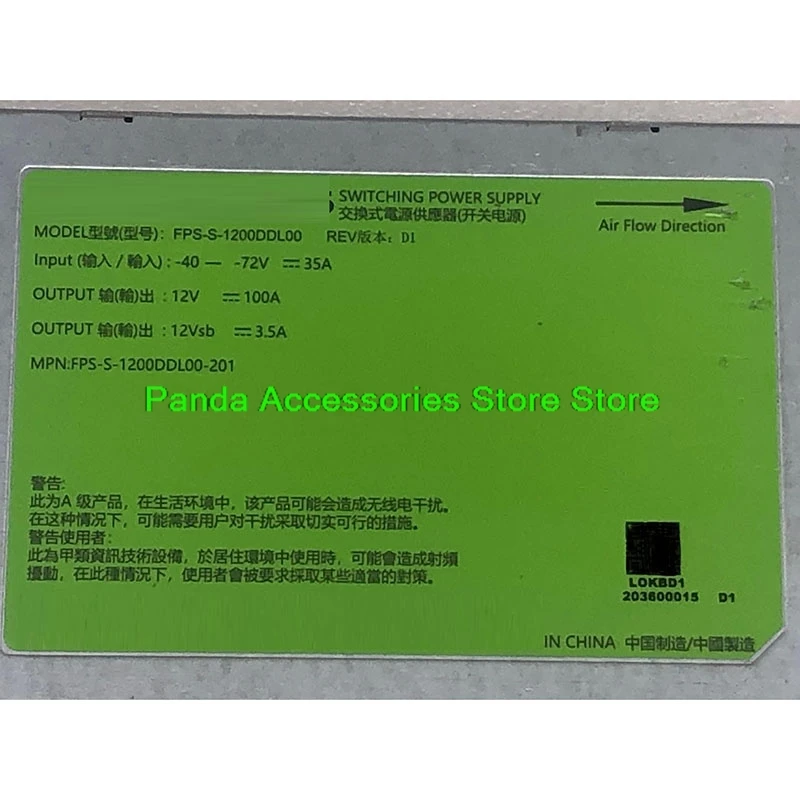 SWITCHING POWER SUPPLY
交換式電源供應器(开关电源)
Air Flow Direction
MODEL型號(型号): FPS-S-1200DDL00 REV版本: D1
Input (输入 / 輸入) : -40 — -72V ⎓ 35A
OUTPUT 输(輸)出 : 12V ⎓ 100A
OUTPUT 输(輸)出 : 12Vsb ⎓ 3.5A
MPN:FPS-S-1200DDL00-201
Panda Accessories Store Store
警告:
此为A 级产品，在生活环境中，该产品可能会造成无线电干扰。
在这种情况下，可能需要用户对干扰采取切实可行的措施。
警告使用者:
此為甲類資訊技術設備，於居住環境中使用時，可能會造成射頻
擾動，在此種情況下，使用者會被要求採取某些適當的對策。
LOKBD1
203600015 D1
IN CHINA 中国制造/中國製造